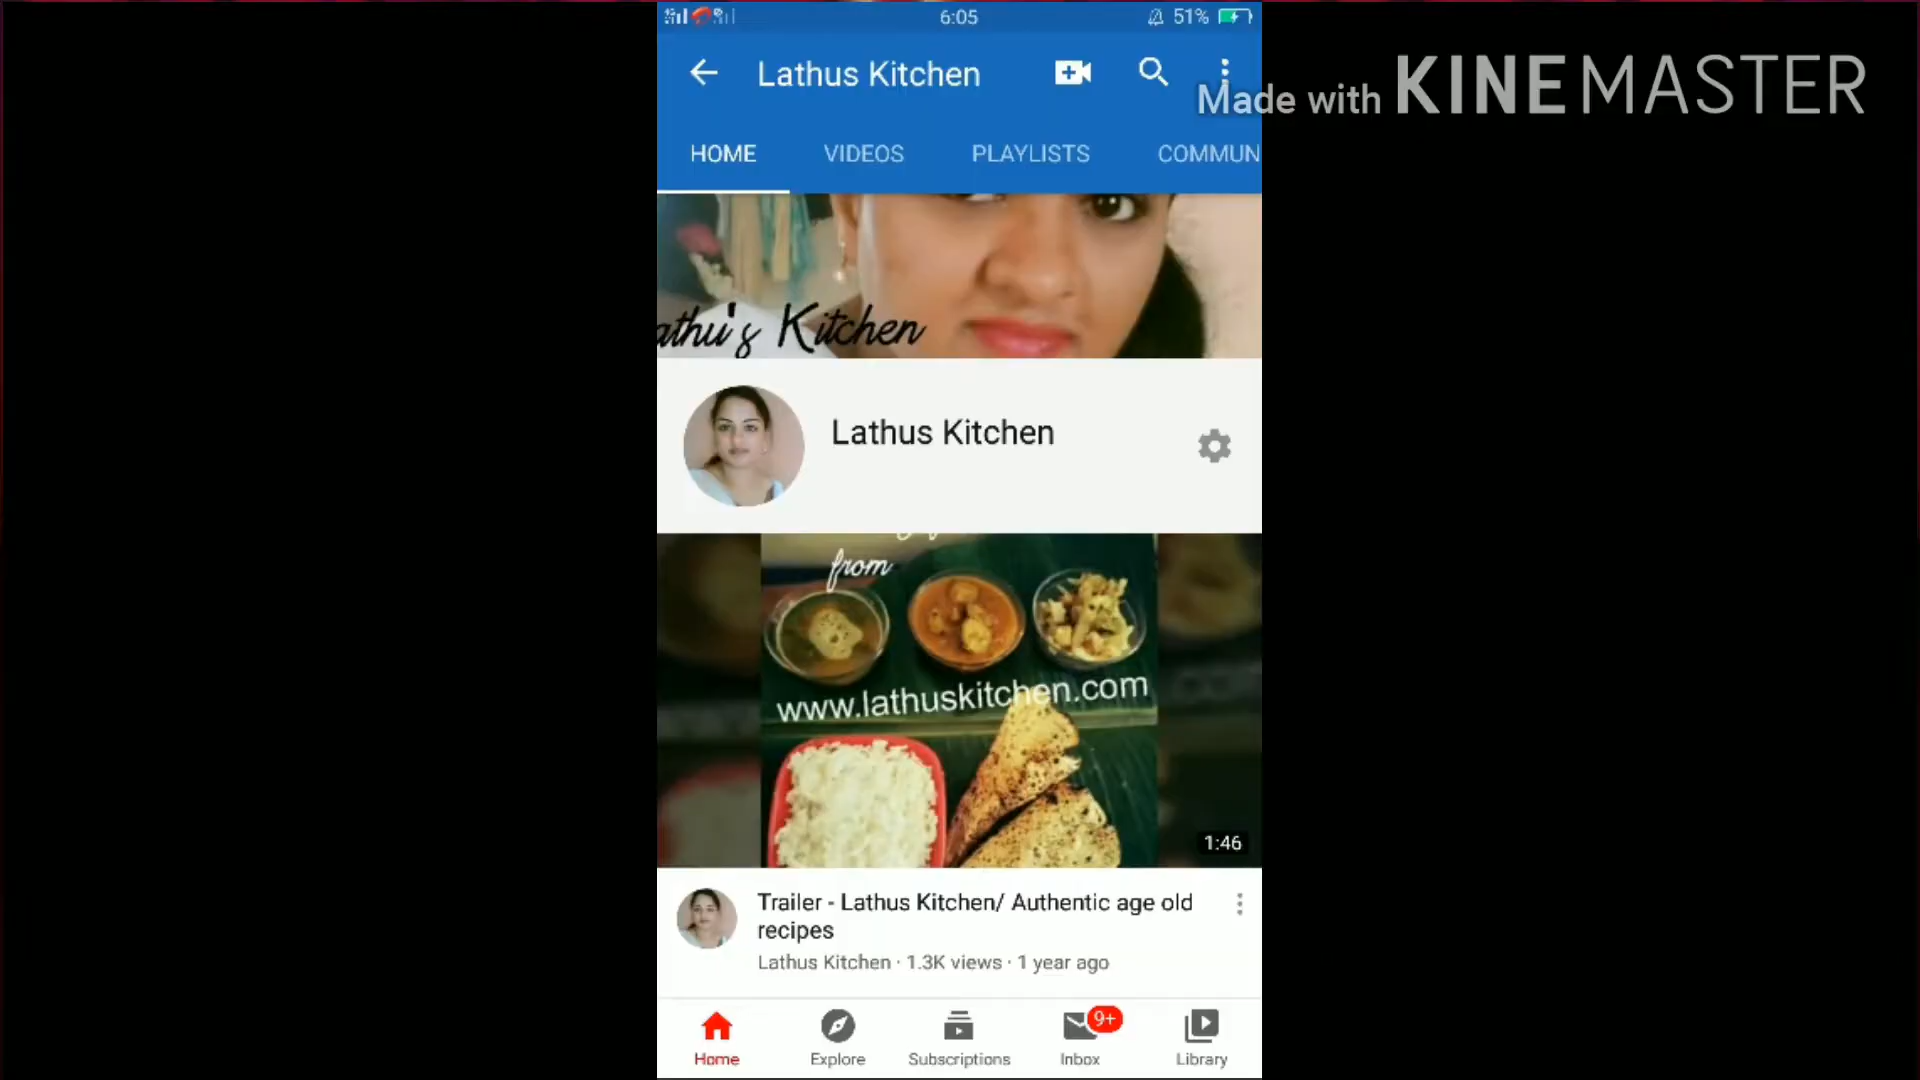 6:05
51%
Lathus Kitchen
Made with KINEMASTER
HOME VIDEOS PLAYLISTS COMMUN
athu's Kitchen
Lathus Kitchen
from
www.lathuskitchen.com
1:46
Trailer - Lathus Kitchen/ Authentic age old
recipes
Lathus Kitchen · 1.3K views · 1 year ago
9+
Home Explore Subscriptions Inbox Library